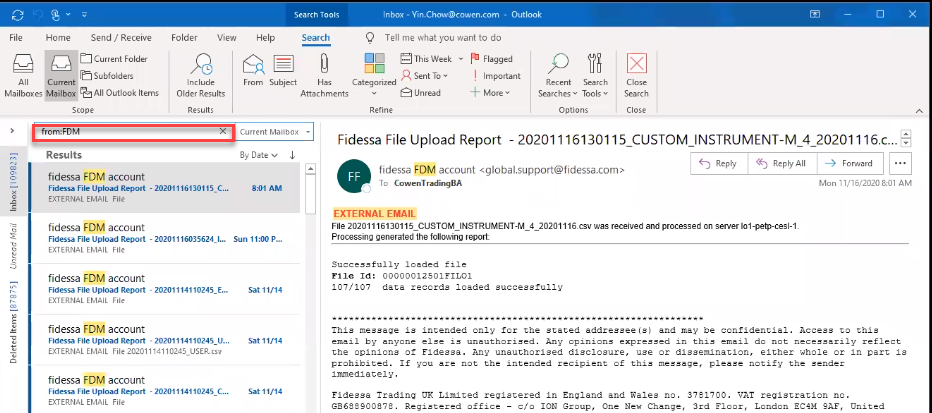 Search Tools
Inbox - Yin.Chow@cowen.com - Outlook
File Home Send / Receive Folder View Help Search Tell me what you want to do
All Mailboxes
Current Mailbox
Current Folder
Subfolders
All Outlook Items
Scope
Include Older Results
Results
From
Subject
Has Attachments
Categorized
This Week
Sent To
Unread
Flagged
! Important
+ More
Refine
Recent Searches
Search Tools
Options
Close Search
Close
from:FDM
Current Mailbox
Results
By Date
fidessa FDM account
Fidessa File Upload Report - 20201116130115_C... 8:01 AM
EXTERNAL EMAIL File
fidessa FDM account
Fidessa File Upload Report - 20201116035624_I... Sun 11:00 P...
EXTERNAL EMAIL File
fidessa FDM account
Fidessa File Upload Report - 20201114110245_E... Sat 11/14
EXTERNAL EMAIL File
fidessa FDM account
Fidessa File Upload Report - 20201114110245_U... Sat 11/14
EXTERNAL EMAIL File 20201114110245_USER.csv
fidessa FDM account
Fidessa File Upload Report - 20201114110245_... Sat 11/14
EXTERNAL EMAIL File
Inbox [109823]
Unread Mail
Deleted Items [87875]
Fidessa File Upload Report - 20201116130115_CUSTOM_INSTRUMENT-M_4_20201116.c...
FF
fidessa FDM account <global.support@fidessa.com>
To CowenTradingBA
Reply
Reply All
Forward
...
Mon 11/16/2020 8:01 AM
EXTERNAL EMAIL
File 20201116130115_CUSTOM_INSTRUMENT-M_4_20201116.csv was received and processed on server lo1-petp-cesl-1.
Processing generated the following report:
Successfully loaded file
File Id: 00000012501FILO1
107/107 data records loaded successfully
****************************************************************
This message is intended only for the stated addressee(s) and may be confidential. Access to this
email by anyone else is unauthorised. Any opinions expressed in this email do not necessarily reflect
the opinions of Fidessa. Any unauthorised disclosure, use or dissemination, either whole or in part is
prohibited. If you are not the intended recipient of this message, please notify the sender
immediately.
Fidessa Trading UK Limited registered in England and Wales no. 3781700. VAT registration no.
GB688900878. Registered office - c/o ION Group, One New Change, 3rd Floor, London EC4M 9AF, United